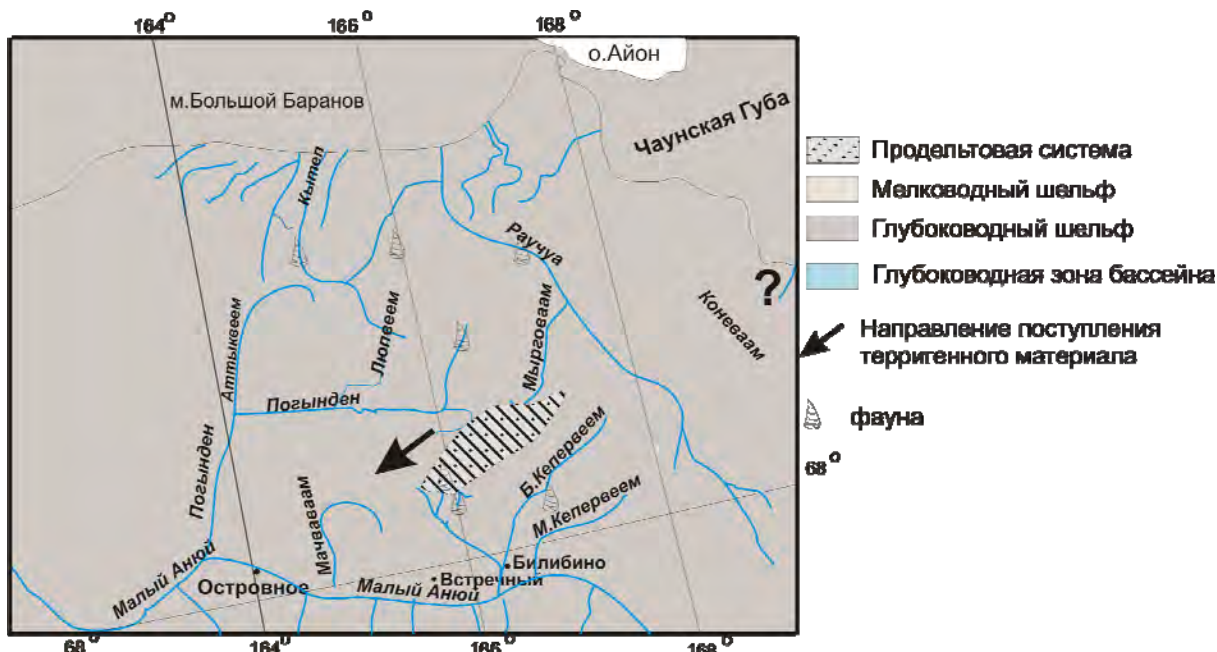 164°
166°
168°
о.Айон
м.Большой Баранов
Чаунская Губа
Кытеп
Раучуа
Коневаам
?
Аттыквеем
Люпвеем
Мырговаам
Погынден
Погынден
Б.Кепервеем
М.Кепервеем
Мачваваам
Малый Анюй
Островное
Малый Анюй
Встречный
Билибино
68°
68°
164°
166°
168°
Продельтовая система
Мелководный шельф
Глубоководный шельф
Глубоководная зона бассейна
Направление поступления
территенного материала
фауна